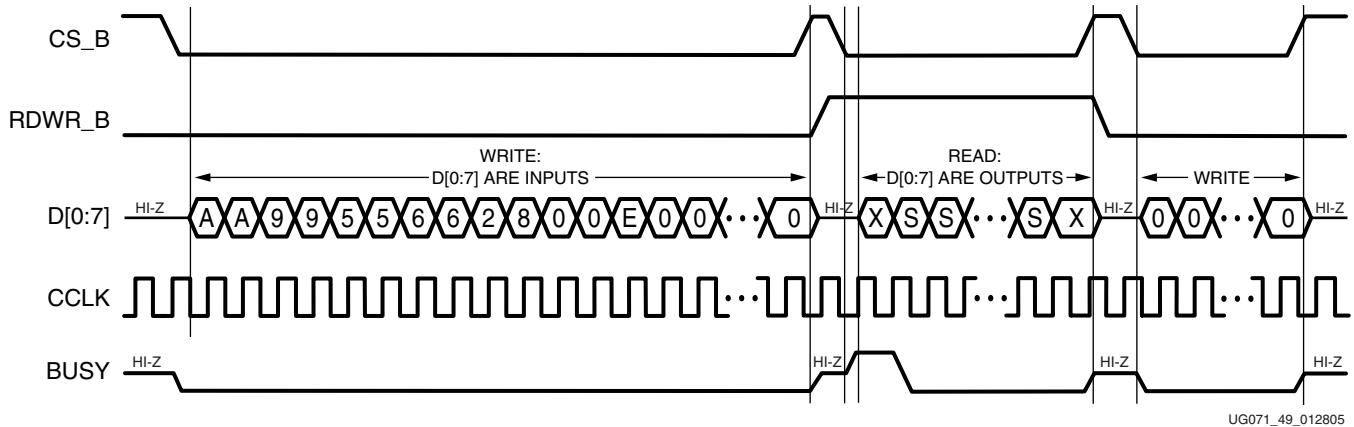 CS_B
RDWR_B
WRITE: READ:
D[0:7] ARE INPUTS D[0:7] ARE OUTPUTS WRITE
D[0:7] HI-Z A A 9 9 5 5 6 6 2 8 0 0 E 0 0 ··· 0 HI-Z X S S ··· S X HI-Z 0 0 ··· 0 HI-Z
CCLK ··· ··· ···
BUSY HI-Z HI-Z HI-Z HI-Z
UG071_49_012805